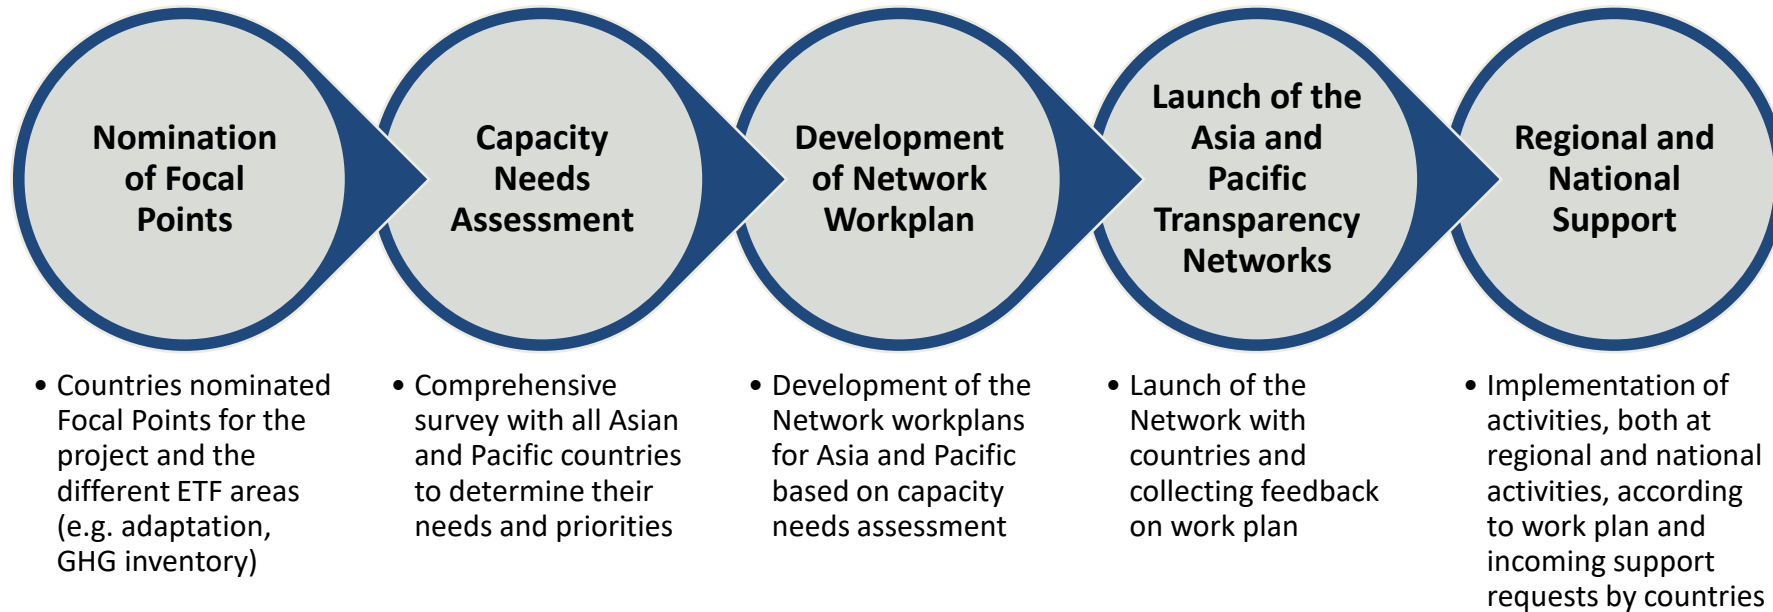 Nomination
of Focal
Points
Capacity
Needs
Assessment
Development
of Network
Workplan
Launch of the
Asia and
Pacific
Transparency
Networks
Regional and
National
Support
• Countries nominated
Focal Points for the
project and the
different ETF areas
(e.g. adaptation,
GHG inventory)
• Comprehensive
survey with all Asian
and Pacific countries
to determine their
needs and priorities
• Development of the
Network workplans
for Asia and Pacific
based on capacity
needs assessment
• Launch of the
Network with
countries and
collecting feedback
on work plan
• Implementation of
activities, both at
regional and national
activities, according
to work plan and
incoming support
requests by countries